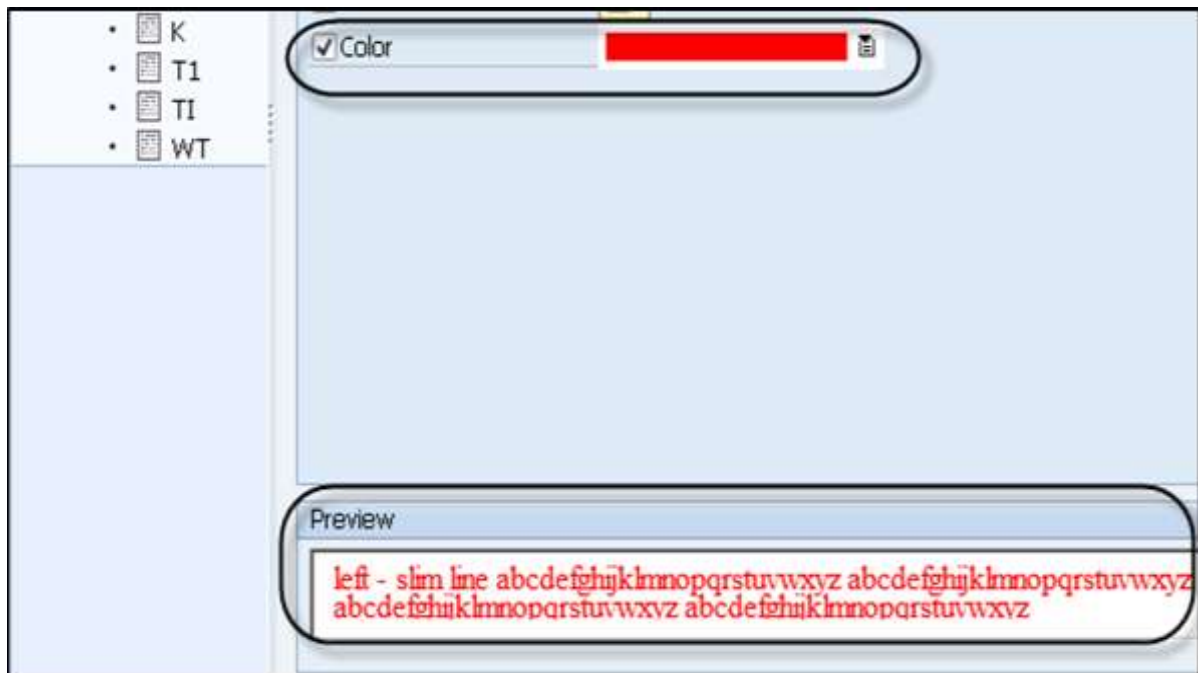 K
T1
TI
WT
Color
Preview
left - slim line abcdefghijklmnopqrstuvwxyz abcdefghijklmnopqrstuvwxyz
abcdefghijklmnopqrstuvwxyz abcdefghijklmnopqrstuvwxyz